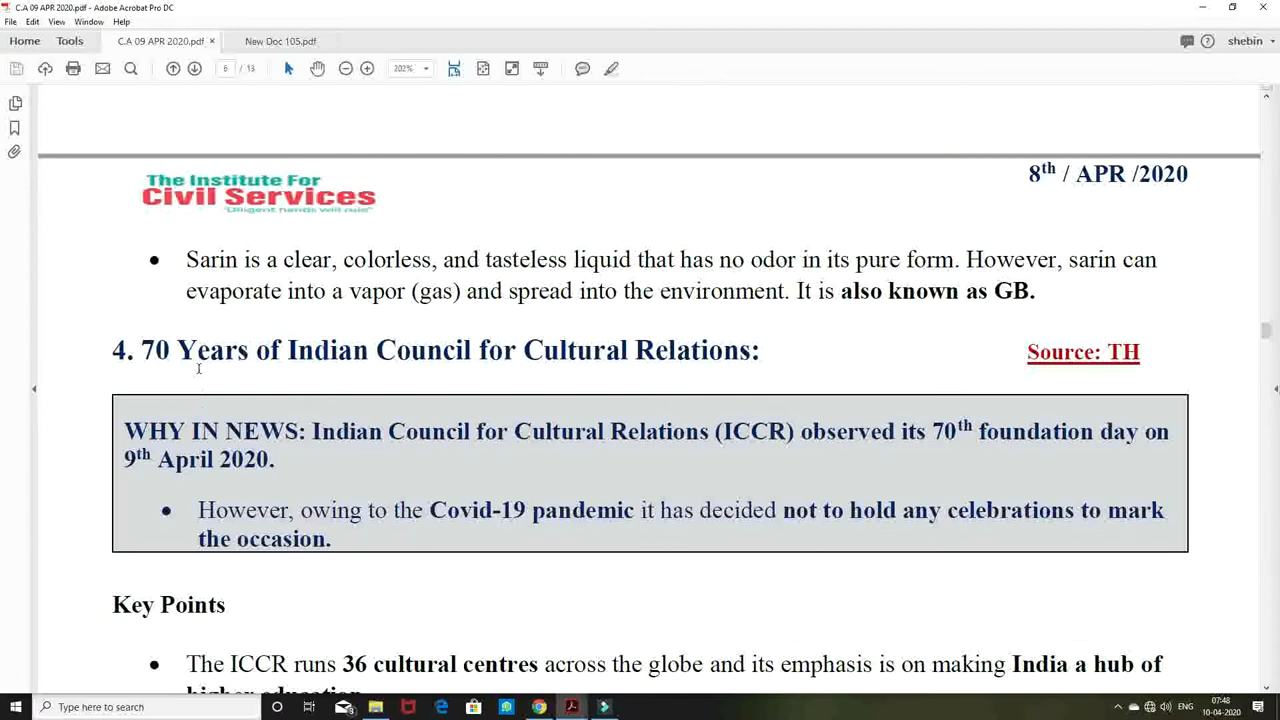 C.A 09 APR 2020.pdf - Adobe Acrobat Pro DC
File Edit View Window Help
Home Tools C.A 09 APR 2020.pdf × New Doc 105.pdf shebin
6 / 13 202%
The Institute For
Civil Services
"Diligent hands will rule"
8th / APR /2020
• Sarin is a clear, colorless, and tasteless liquid that has no odor in its pure form. However, sarin can
evaporate into a vapor (gas) and spread into the environment. It is also known as GB.
4. 70 Years of Indian Council for Cultural Relations: Source: TH
WHY IN NEWS: Indian Council for Cultural Relations (ICCR) observed its 70th foundation day on
9th April 2020.
• However, owing to the Covid-19 pandemic it has decided not to hold any celebrations to mark
the occasion.
Key Points
• The ICCR runs 36 cultural centres across the globe and its emphasis is on making India a hub of
higher education
Type here to search
ENG 07:48
10-04-2020